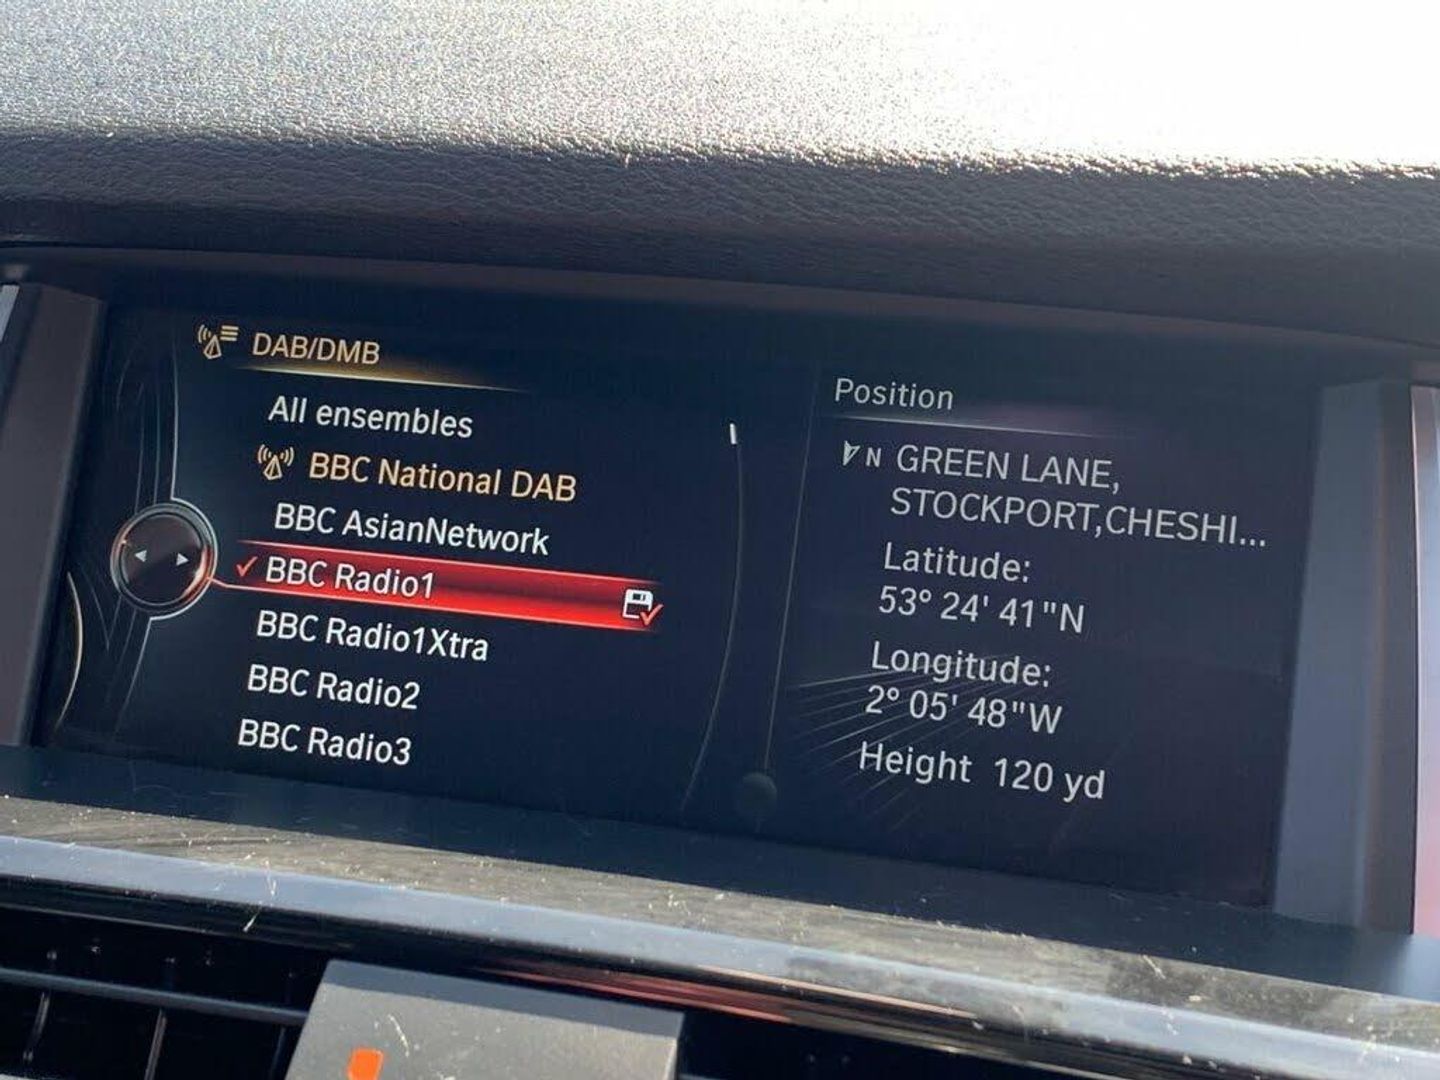 DAB/DMB
All ensembles
BBC National DAB
BBC AsianNetwork
BBC Radio1
BBC Radio1Xtra
BBC Radio2
BBC Radio3
Position
N GREEN LANE,
STOCKPORT,CHESHI...
Latitude:
53° 24' 41"N
Longitude:
2° 05' 48"W
Height 120 yd